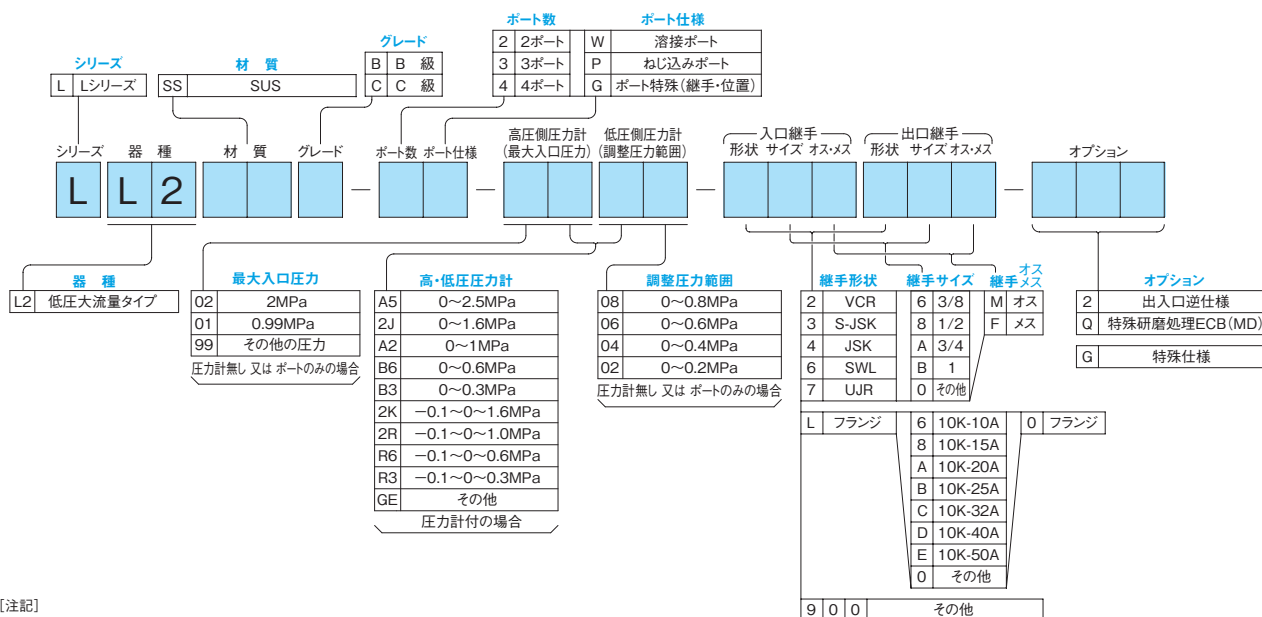 ポート数 ポート仕様
2 2ポート W 溶接ポート
3 3ポート P ねじ込みポート
4 4ポート G ポート特殊(継手・位置)
グレード
B B 級
C C 級
シリーズ
L Lシリーズ
材 質
SS SUS
シリーズ 器 種 材 質 グレード ポート数 ポート仕様
高圧側圧力計
(最大入口圧力)
低圧側圧力計
(調整圧力範囲)
入口継手
形状 サイズ オス・メス
出口継手
形状 サイズ オス・メス
オプション
L L 2 — — — —
器 種
L2 低圧大流量タイプ
最大入口圧力
02 2MPa
01 0.99MPa
99 その他の圧力
圧力計無し 又は ポートのみの場合
高・低圧圧力計
A5 0〜2.5MPa
2J 0〜1.6MPa
A2 0〜1MPa
B6 0〜0.6MPa
B3 0〜0.3MPa
2K −0.1〜0〜1.6MPa
2R −0.1〜0〜1.0MPa
R6 −0.1〜0〜0.6MPa
R3 −0.1〜0〜0.3MPa
GE その他
圧力計付の場合
調整圧力範囲
08 0〜0.8MPa
06 0〜0.6MPa
04 0〜0.4MPa
02 0〜0.2MPa
圧力計無し 又は ポートのみの場合
継手形状
2 VCR
3 S-JSK
4 JSK
6 SWL
7 UJR
継手サイズ
6 3/8
8 1/2
A 3/4
B 1
0 その他
継手オスメス
M オス
F メス
L フランジ
6 10K-10A
8 10K-15A
A 10K-20A
B 10K-25A
C 10K-32A
D 10K-40A
E 10K-50A
0 その他
0 フランジ
9 0 0 その他
オプション
2 出入口逆仕様
Q 特殊研磨処理ECB(MD)
G 特殊仕様
[注記]